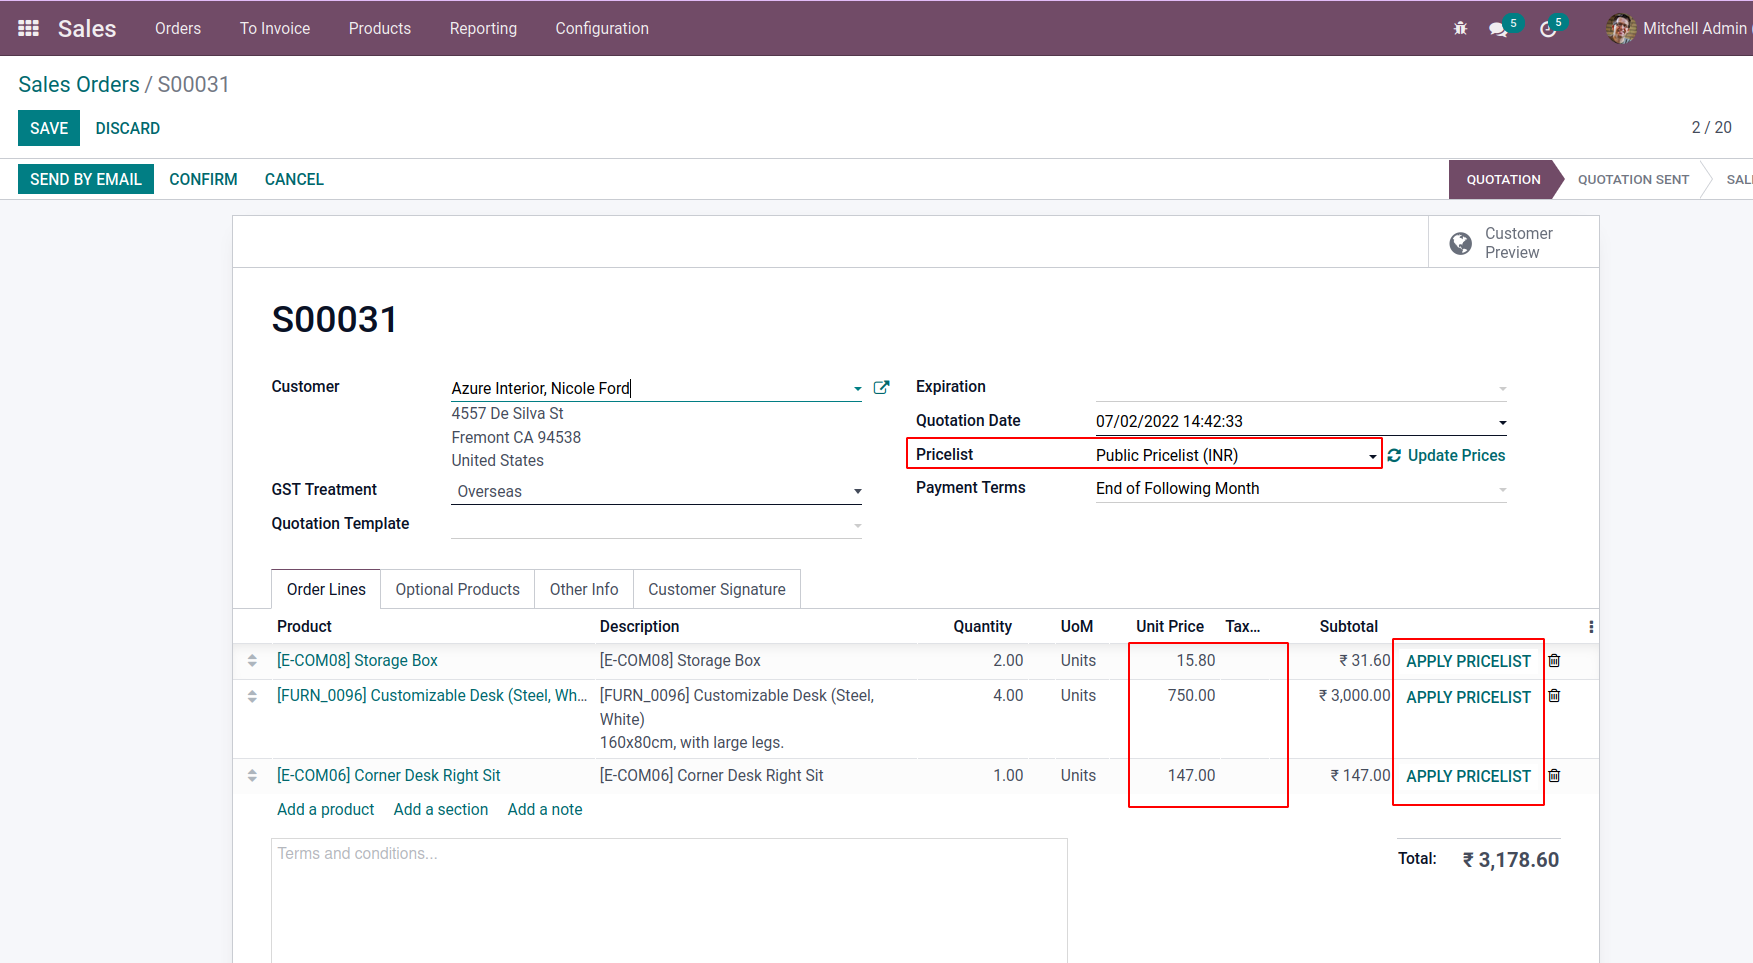 Sales Orders To Invoice Products Reporting Configuration 5 5 Mitchell Admin
Sales Orders / S00031
SAVE DISCARD 2 / 20
SEND BY EMAIL CONFIRM CANCEL QUOTATION QUOTATION SENT SAL
Customer
Preview
S00031
Customer Azure Interior, Nicole Ford Expiration
4557 De Silva St
Fremont CA 94538
United States
Quotation Date 07/02/2022 14:42:33
Pricelist Public Pricelist (INR) Update Prices
GST Treatment Overseas Payment Terms End of Following Month
Quotation Template
Order Lines Optional Products Other Info Customer Signature
Product Description Quantity UoM Unit Price Tax... Subtotal
[E-COM08] Storage Box [E-COM08] Storage Box 2.00 Units 15.80 ₹ 31.60 APPLY PRICELIST
[FURN_0096] Customizable Desk (Steel, Wh... [FURN_0096] Customizable Desk (Steel, 4.00 Units 750.00 ₹ 3,000.00 APPLY PRICELIST
White)
160x80cm, with large legs.
[E-COM06] Corner Desk Right Sit [E-COM06] Corner Desk Right Sit 1.00 Units 147.00 ₹ 147.00 APPLY PRICELIST
Add a product Add a section Add a note
Terms and conditions...
Total: ₹ 3,178.60